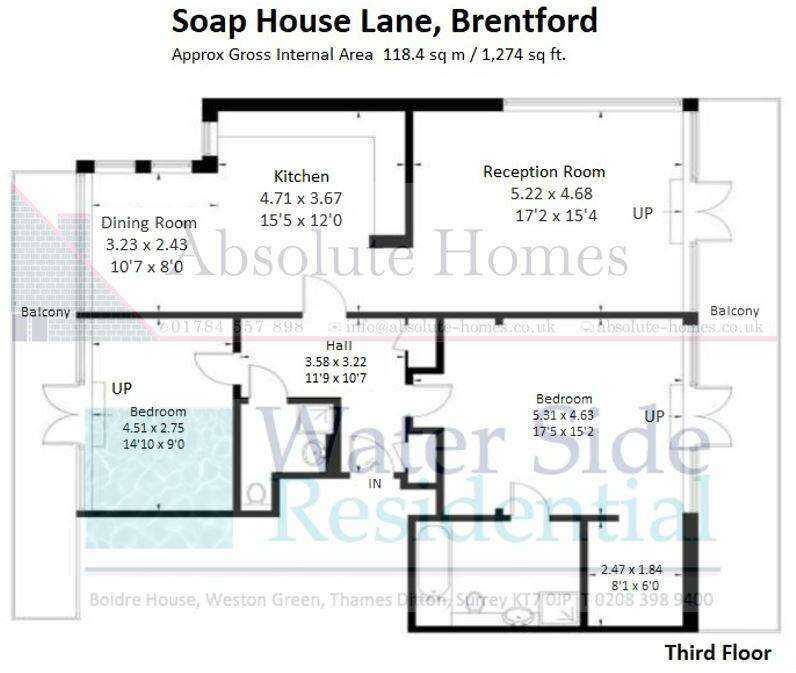 Soap House Lane, Brentford
Approx Gross Internal Area 118.4 sq m / 1,274 sq ft.
Kitchen
4.71 x 3.67
15'5 x 12'0
Reception Room
5.22 x 4.68
17'2 x 15'4
UP
Dining Room
3.23 x 2.43
10'7 x 8'0
Absolute Homes
Balcony
Balcony
01784 557 898 info@absolute-homes.co.uk absolute-homes.co.uk
Hall
3.58 x 3.22
11'9 x 10'7
UP
Bedroom
4.51 x 2.75
14'10 x 9'0
Bedroom
5.31 x 4.63
17'5 x 15'2
UP
Water Side
Residential
IN
2.47 x 1.84
8'1 x 6'0
Boldre House, Weston Green, Thames Ditton, Surrey KT7 0JP T 0208 398 9400
Third Floor